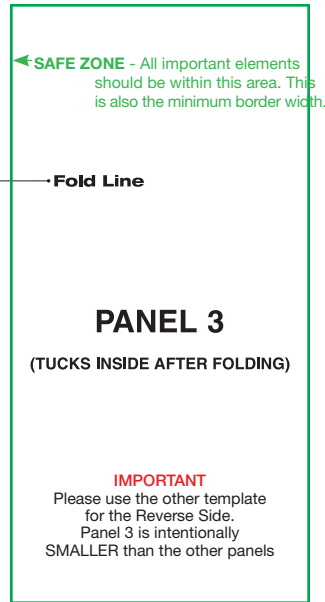 SAFE ZONE - All important elements
should be within this area. This
is also the minimum border width.
Fold Line
PANEL 3
(TUCKS INSIDE AFTER FOLDING)
IMPORTANT
Please use the other template
for the Reverse Side.
Panel 3 is intentionally
SMALLER than the other panels